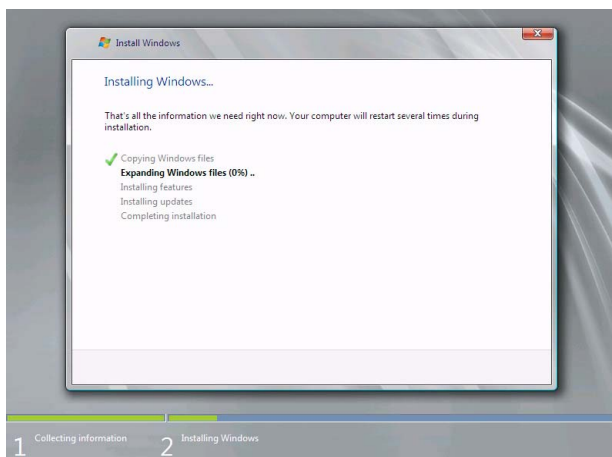 Install Windows
Installing Windows...
That's all the information we need right now. Your computer will restart several times during
installation.
Copying Windows files
Expanding Windows files (0%) ..
Installing features
Installing updates
Completing installation
1 Collecting information 2 Installing Windows